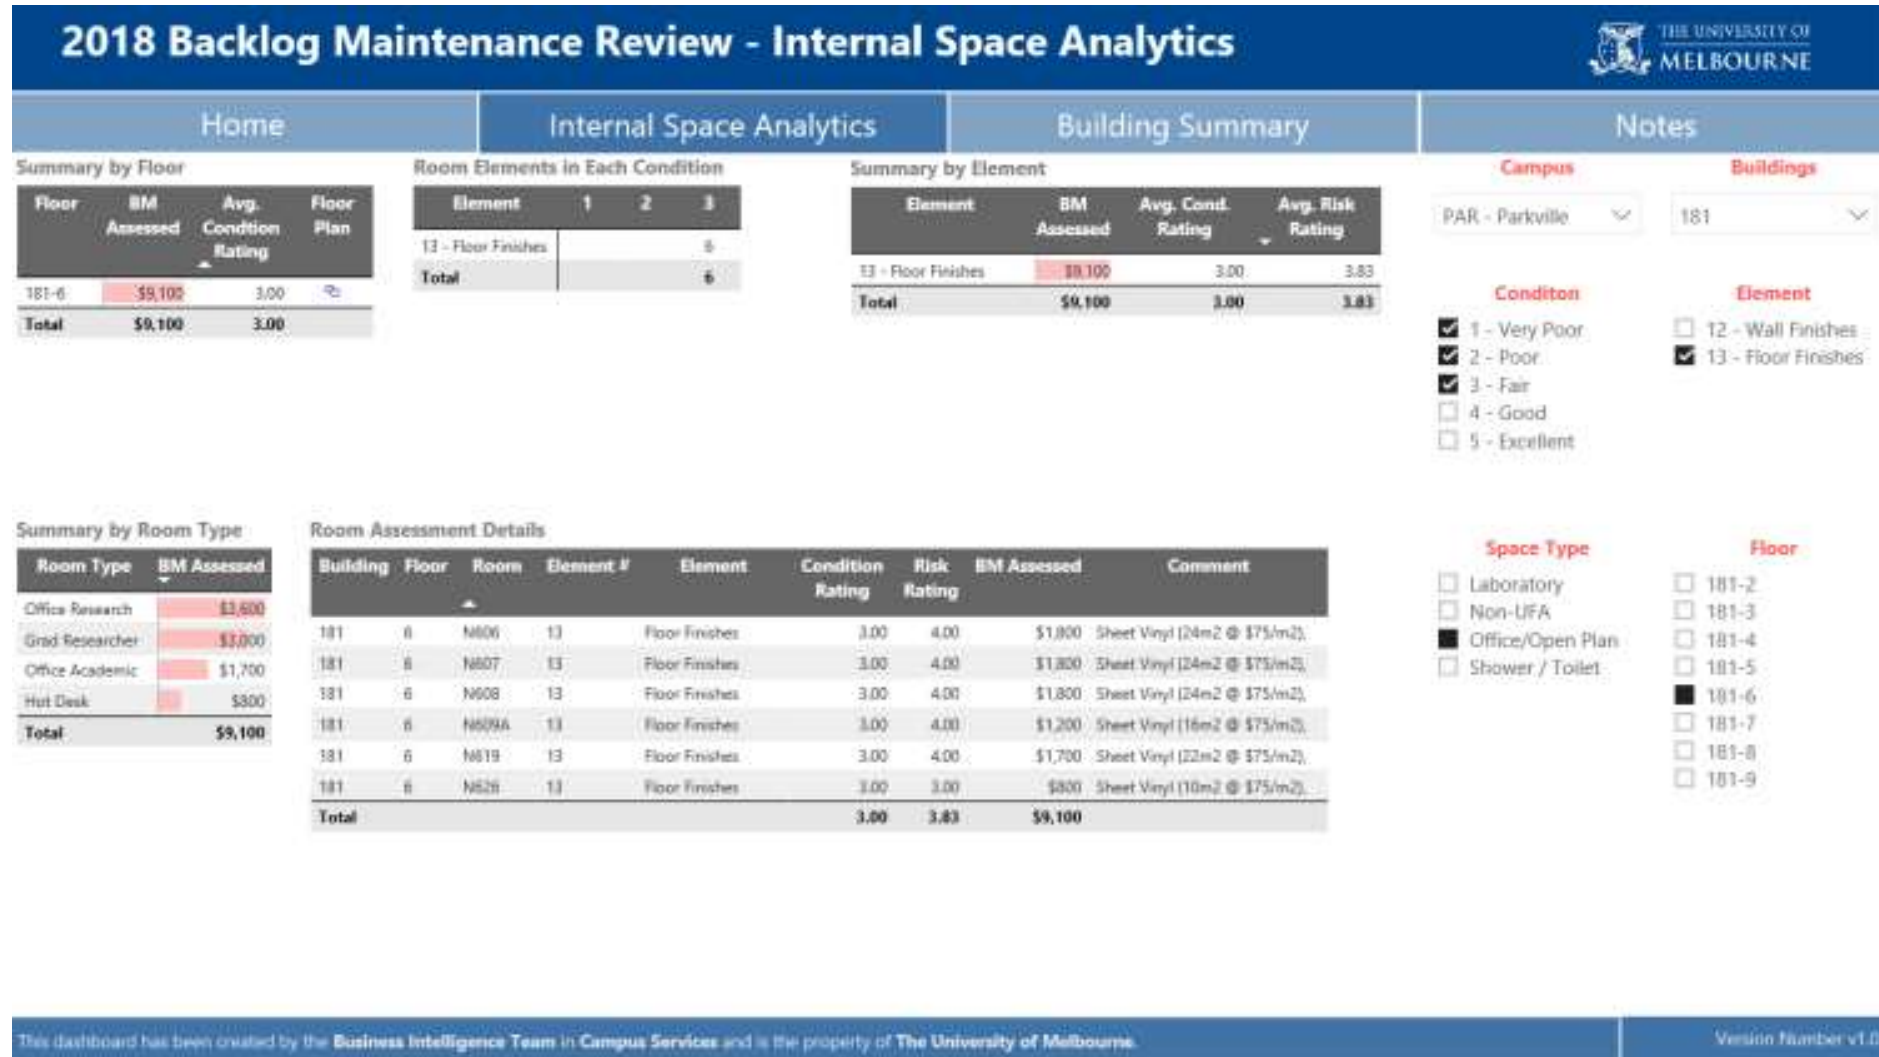 2018 Backlog Maintenance Review - Internal Space Analytics
THE UNIVERSITY OF
MELBOURNE
Home
Internal Space Analytics
Building Summary
Notes
Summary by Floor
Floor BM Assessed Avg. Condtion Rating Floor Plan
181-6 $9,100 3.00
Total $9,100 3.00
Room Elements in Each Condition
Element 1 2 3
13 - Floor Finishes 6
Total 6
Summary by Element
Element BM Assessed Avg. Cond. Rating Avg. Risk Rating
13 - Floor Finishes $9,100 3.00 3.83
Total $9,100 3.00 3.83
Campus
PAR - Parkville
Buildings
181
Conditon
1 - Very Poor
2 - Poor
3 - Fair
4 - Good
5 - Excellent
Element
12 - Wall Finishes
13 - Floor Finishes
Summary by Room Type
Room Type BM Assessed
Office Research $3,600
Grad Researcher $3,000
Office Academic $1,700
Hot Desk $800
Total $9,100
Room Assessment Details
Building Floor Room Element # Element Condition Rating Risk Rating BM Assessed Comment
181 6 N606 13 Floor Finishes 3.00 4.00 $1,800 Sheet Vinyl (24m2 @ $75/m2),
181 6 N607 13 Floor Finishes 3.00 4.00 $1,800 Sheet Vinyl (24m2 @ $75/m2),
181 6 N608 13 Floor Finishes 3.00 4.00 $1,800 Sheet Vinyl (24m2 @ $75/m2),
181 6 N609A 13 Floor Finishes 3.00 4.00 $1,200 Sheet Vinyl (16m2 @ $75/m2),
181 6 N619 13 Floor Finishes 3.00 4.00 $1,700 Sheet Vinyl (22m2 @ $75/m2),
181 6 N626 13 Floor Finishes 3.00 3.00 $800 Sheet Vinyl (10m2 @ $75/m2),
Total 3.00 3.83 $9,100
Space Type
Laboratory
Non-UFA
Office/Open Plan
Shower / Toilet
Floor
181-2
181-3
181-4
181-5
181-6
181-7
181-8
181-9
This dashboard has been created by the Business Intelligence Team in Campus Services and is the property of The University of Melbourne.
Version Number v1.0